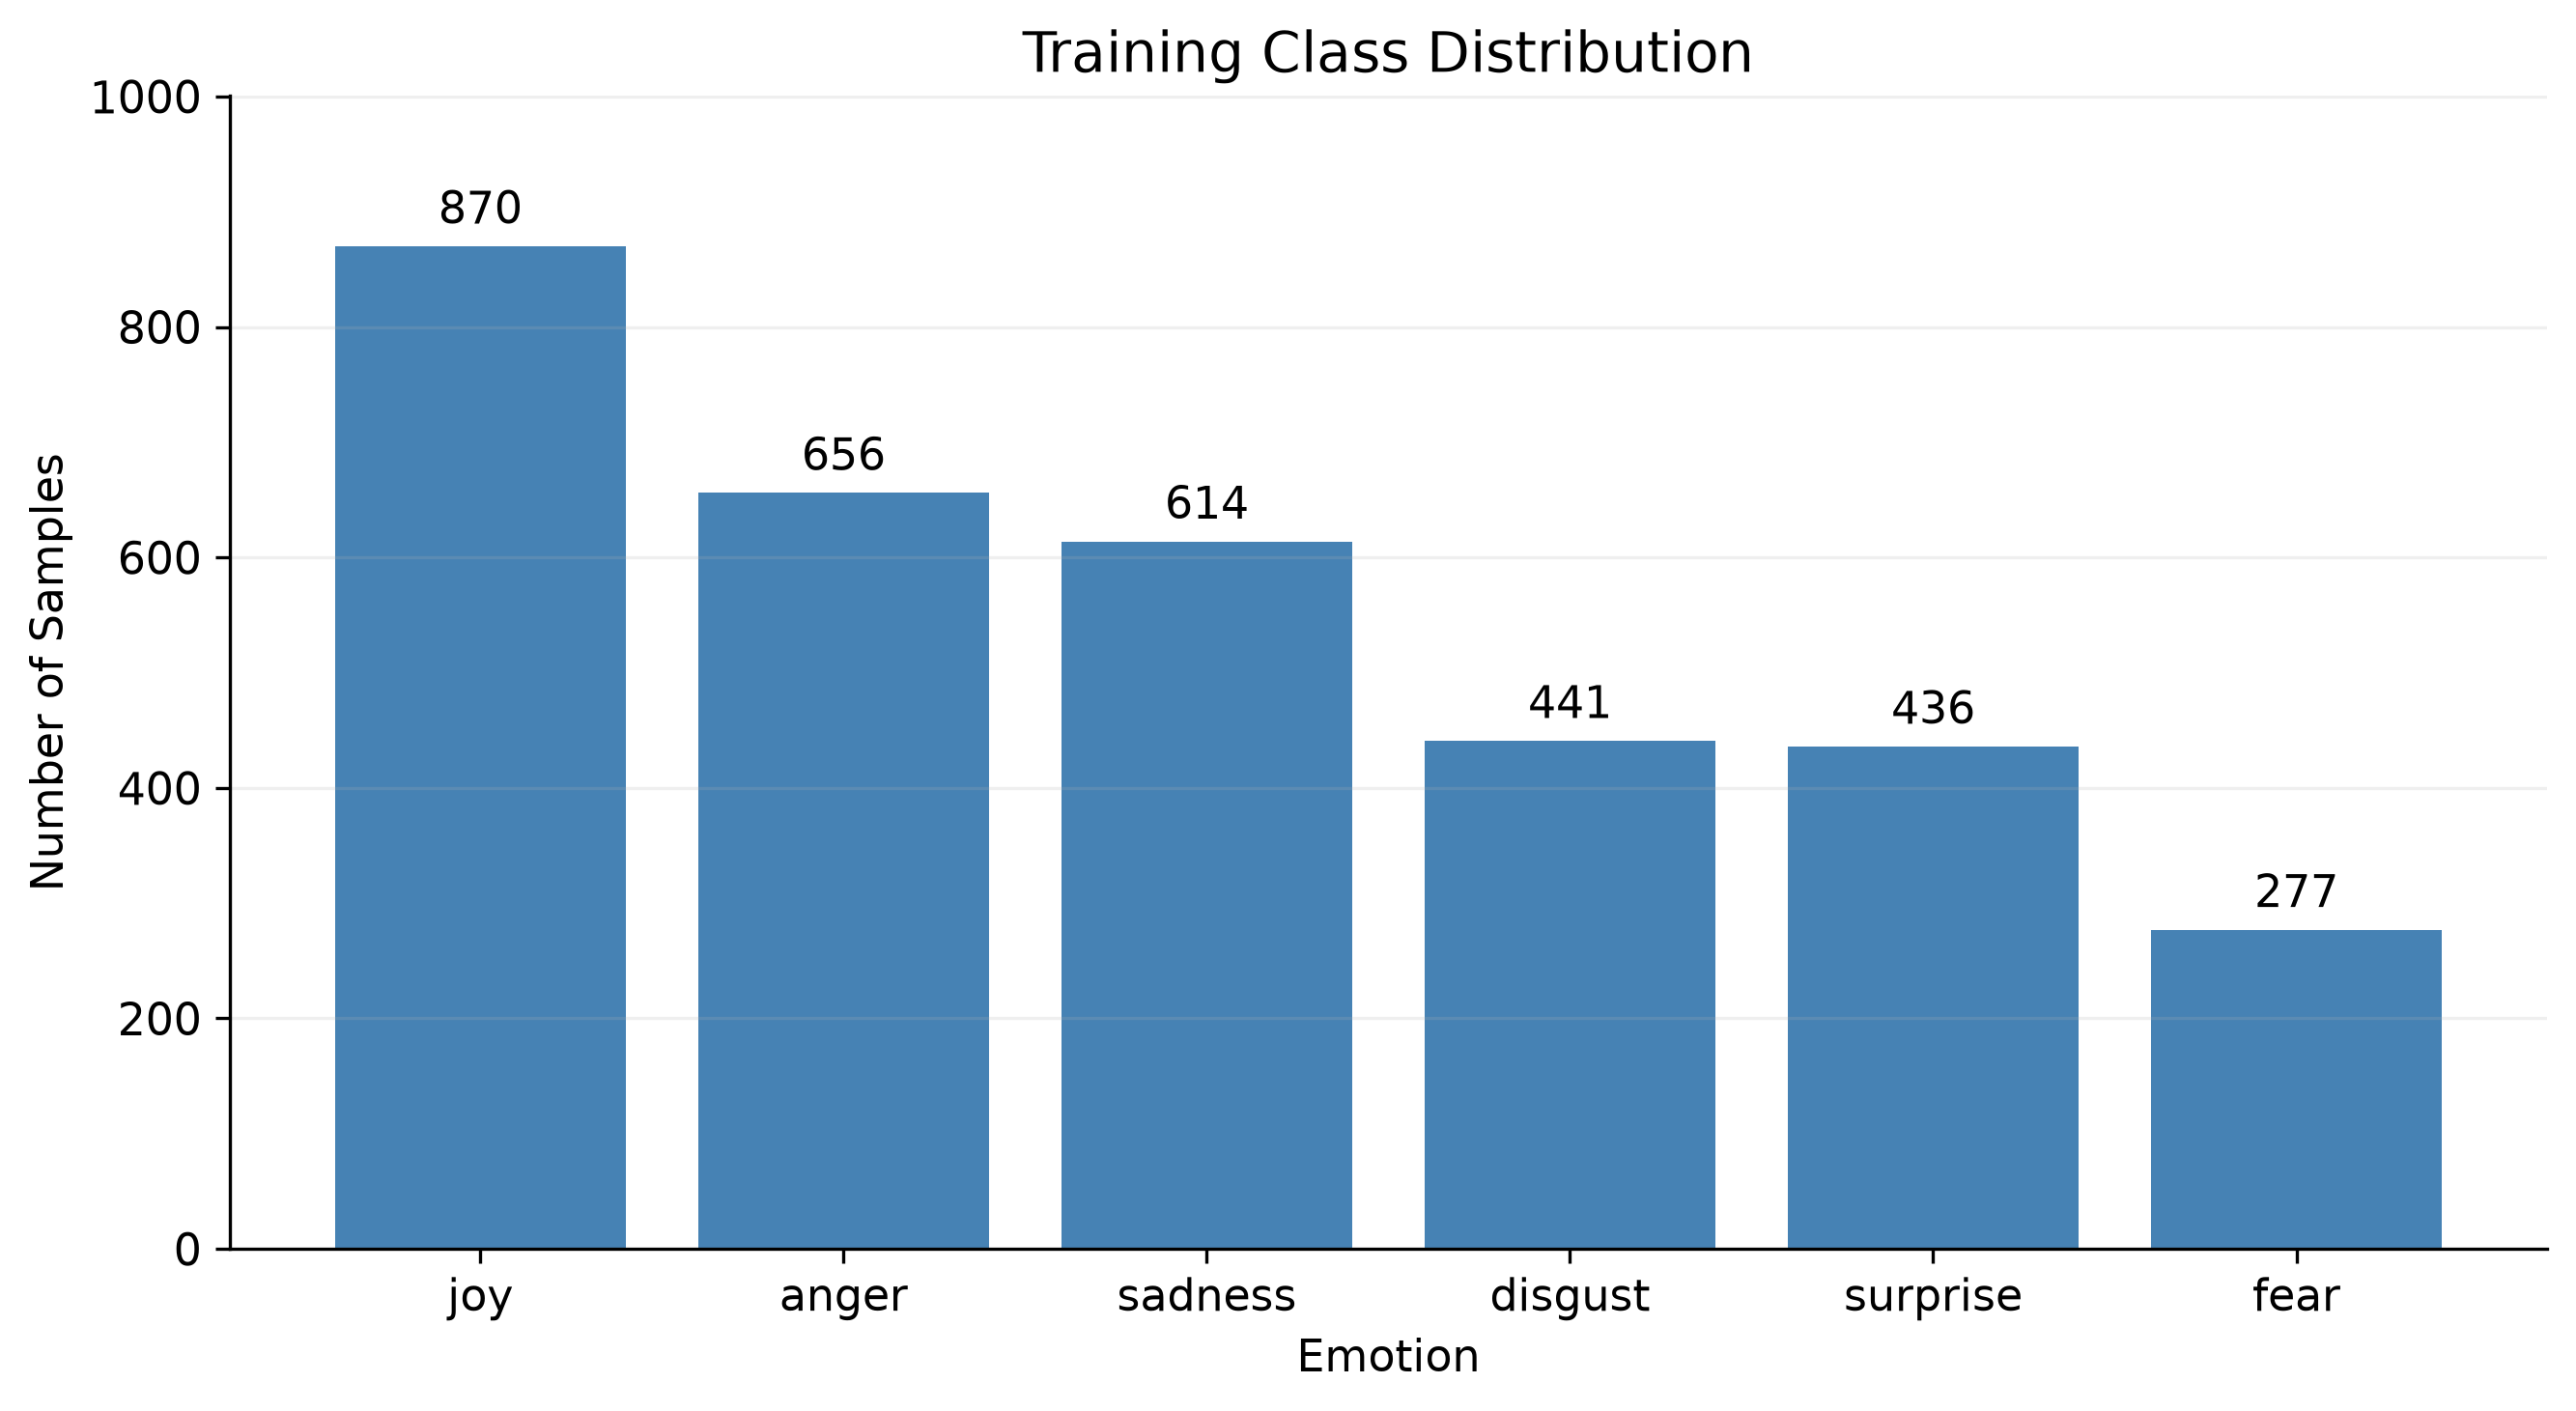 Training Class Distribution
Number of Samples
1000
800
600
400
200
0
870
656
614
441
436
277
joy
anger
sadness
disgust
surprise
fear
Emotion